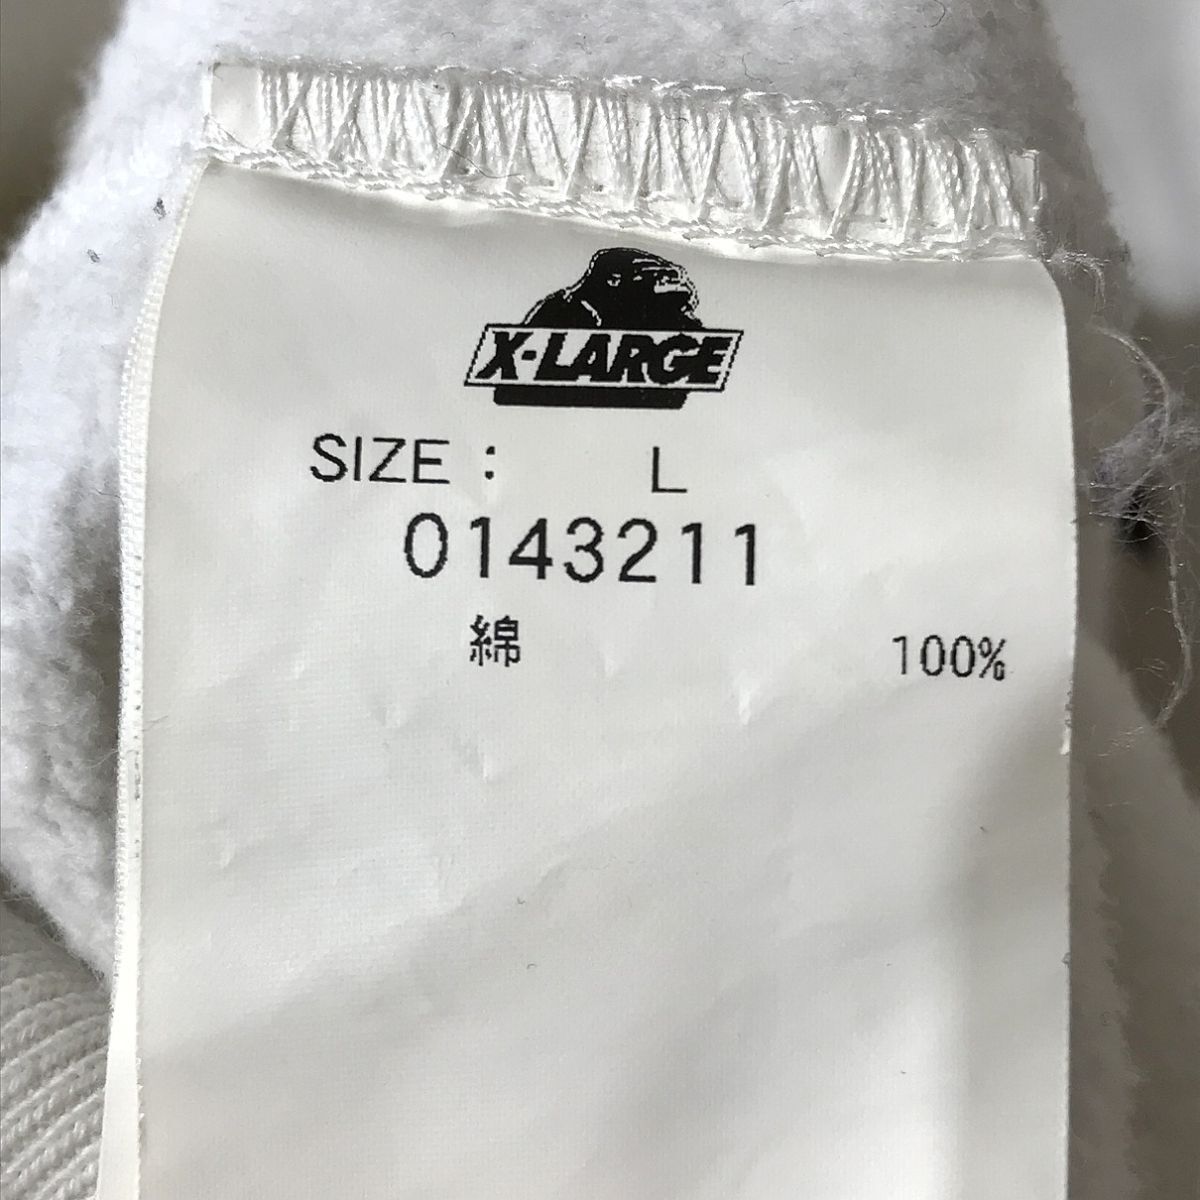 X-LARGE
SIZE： L
0143211
綿 100%